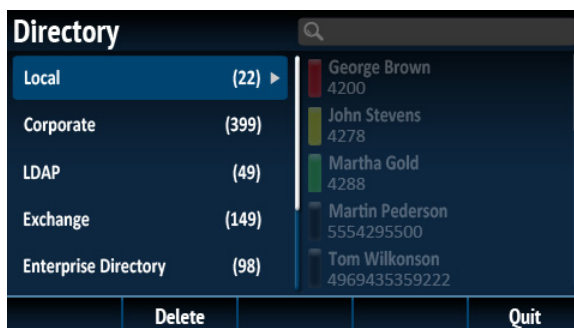 Directory
Local (22)
Corporate (399)
LDAP (49)
Exchange (149)
Enterprise Directory (98)
George Brown
4200
John Stevens
4278
Martha Gold
4288
Martin Pederson
5554295500
Tom Wilkonson
4969435359222
Delete Quit